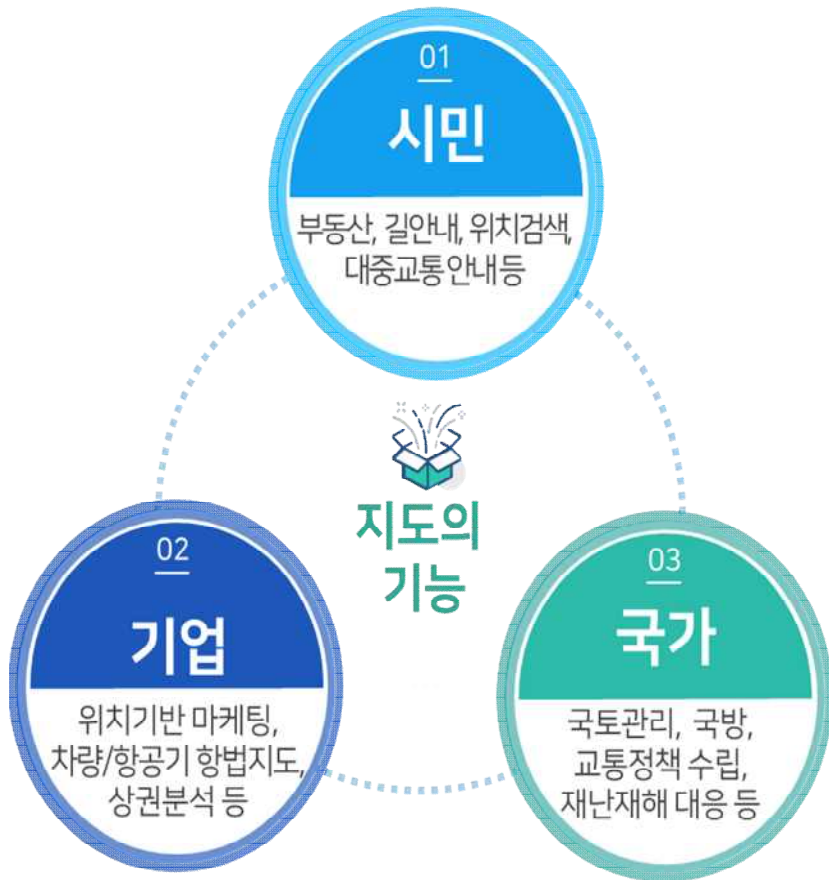 01
시민
부동산, 길안내, 위치검색,
대중교통 안내 등
지도의
기능
02
기업
위치기반 마케팅,
차량/항공기 항법지도,
상권분석 등
03
국가
국토관리, 국방,
교통정책 수립,
재난재해 대응 등